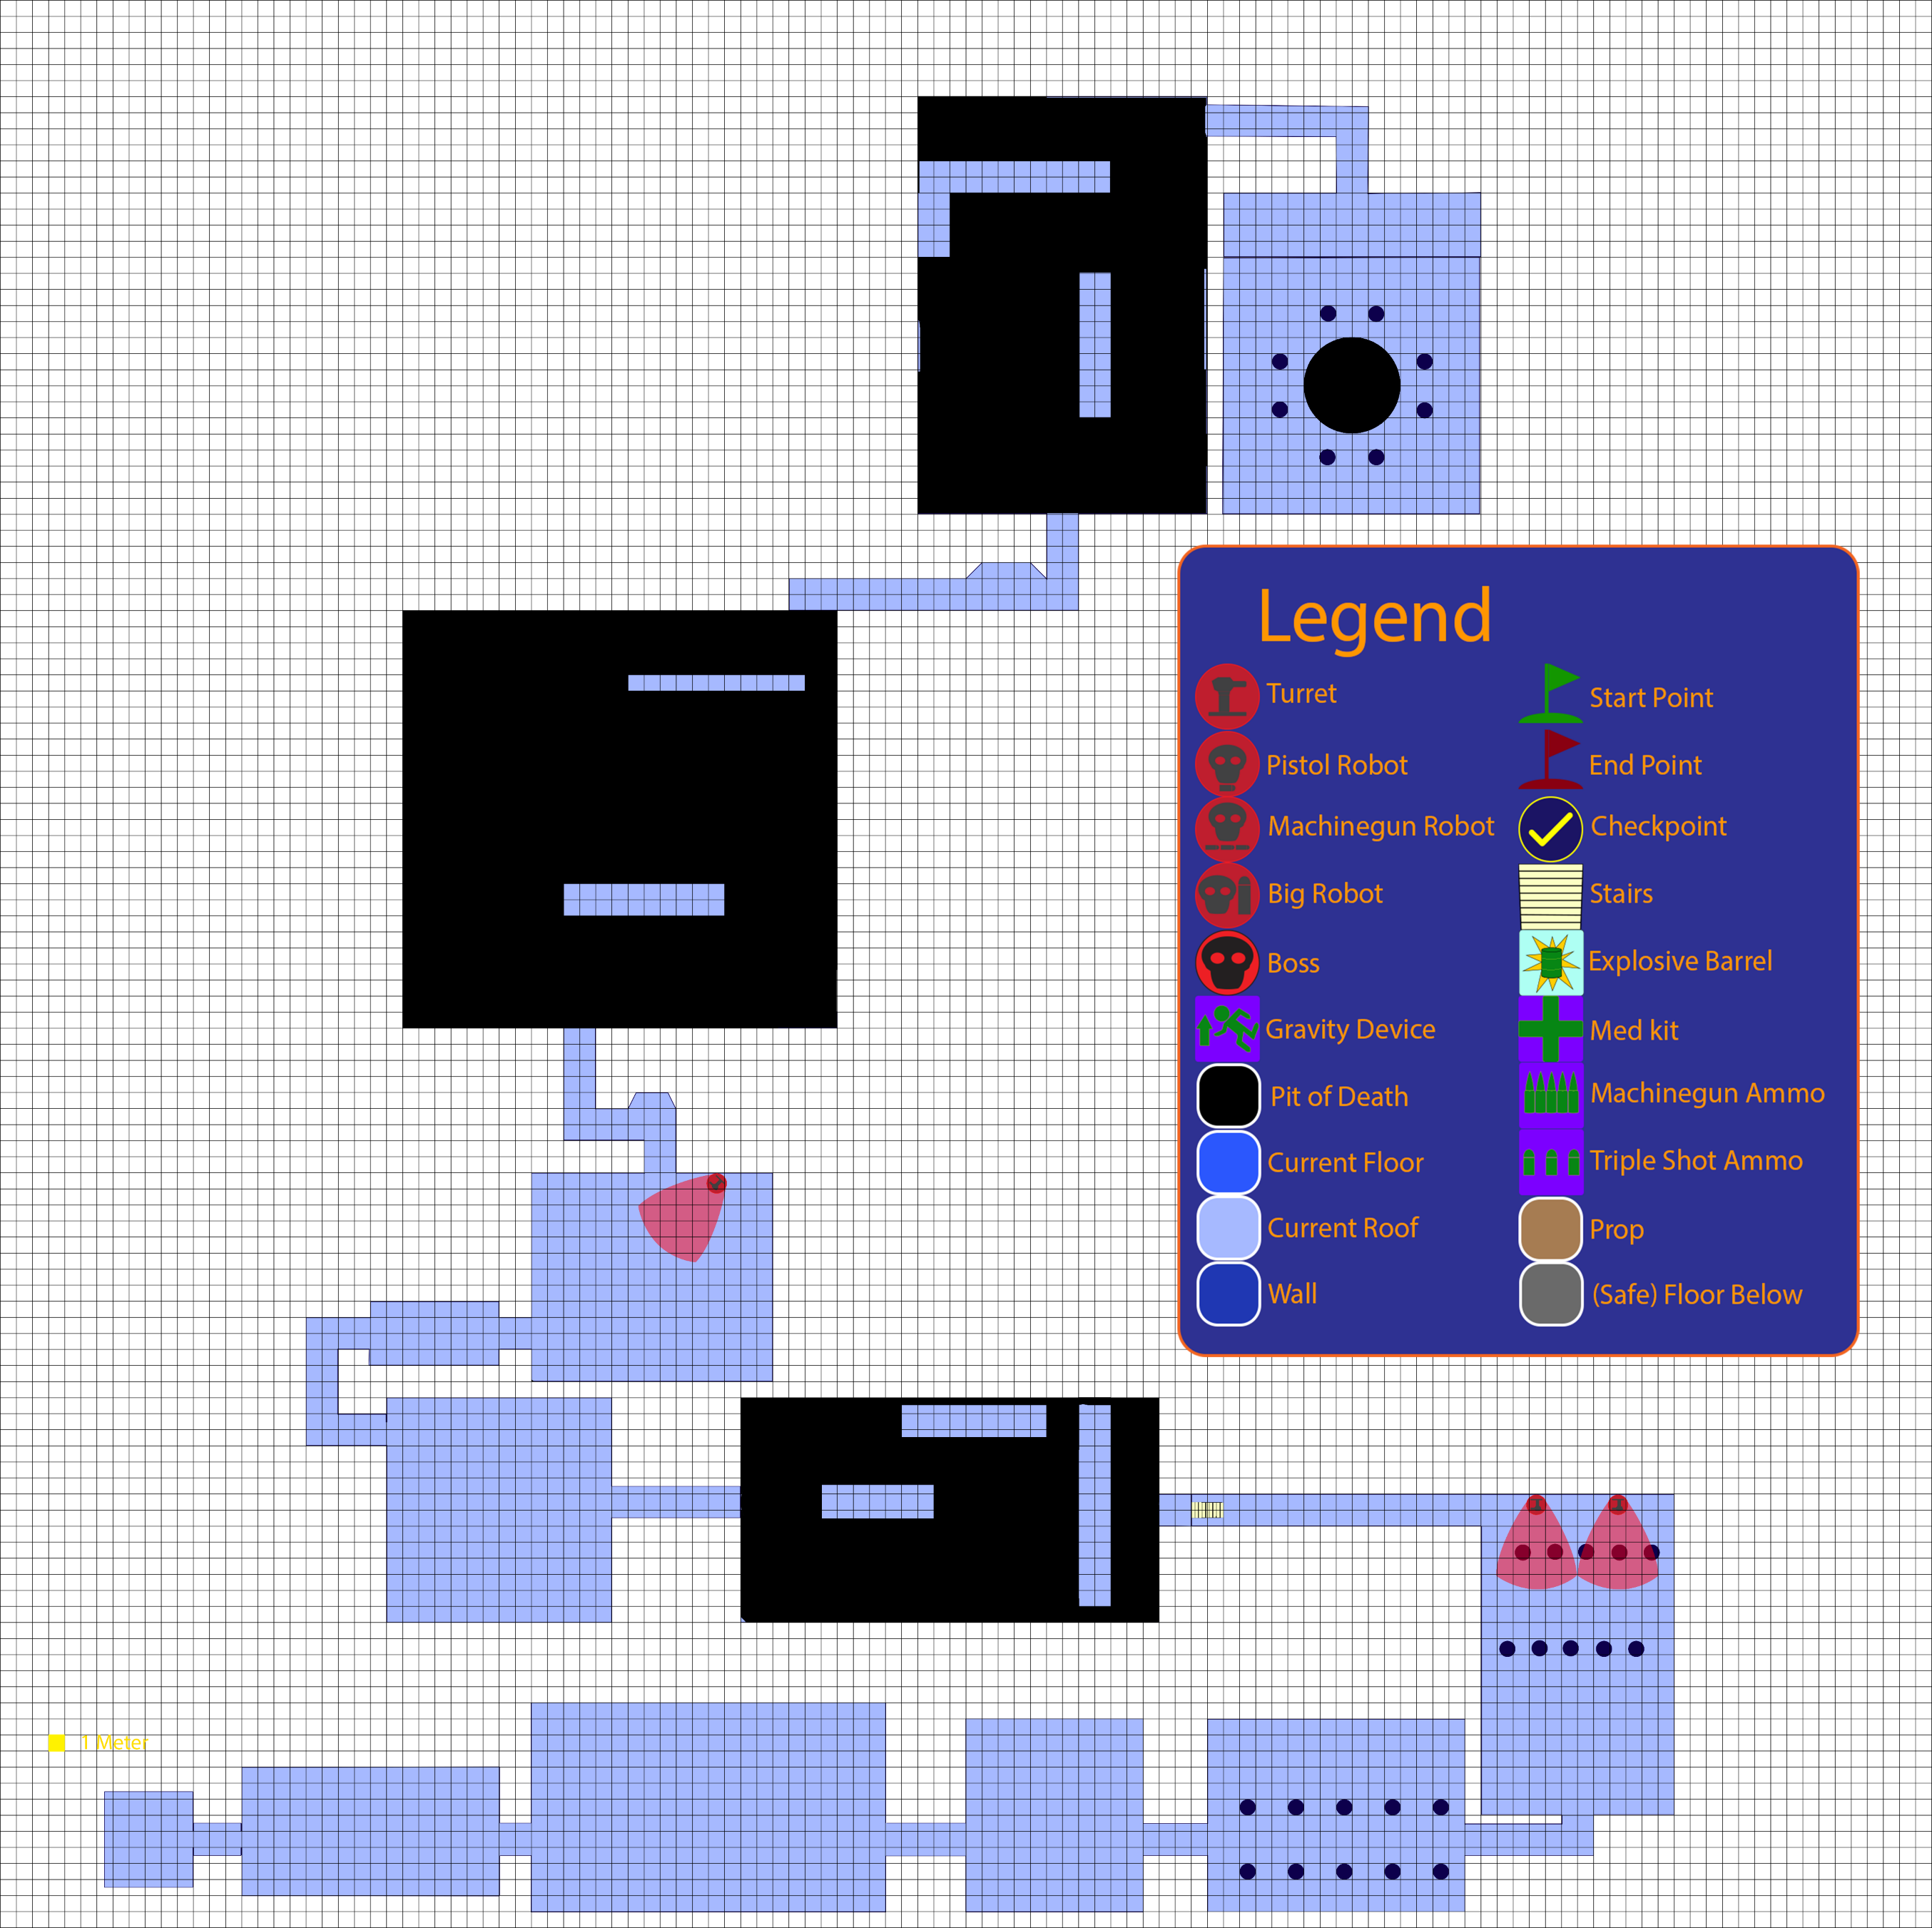 Legend
Turret
Start Point
Pistol Robot
End Point
Machinegun Robot
Checkpoint
Big Robot
Stairs
Boss
Explosive Barrel
Gravity Device
Med kit
Pit of Death
Machinegun Ammo
Current Floor
Triple Shot Ammo
Current Roof
Prop
Wall
(Safe) Floor Below
1 Meter